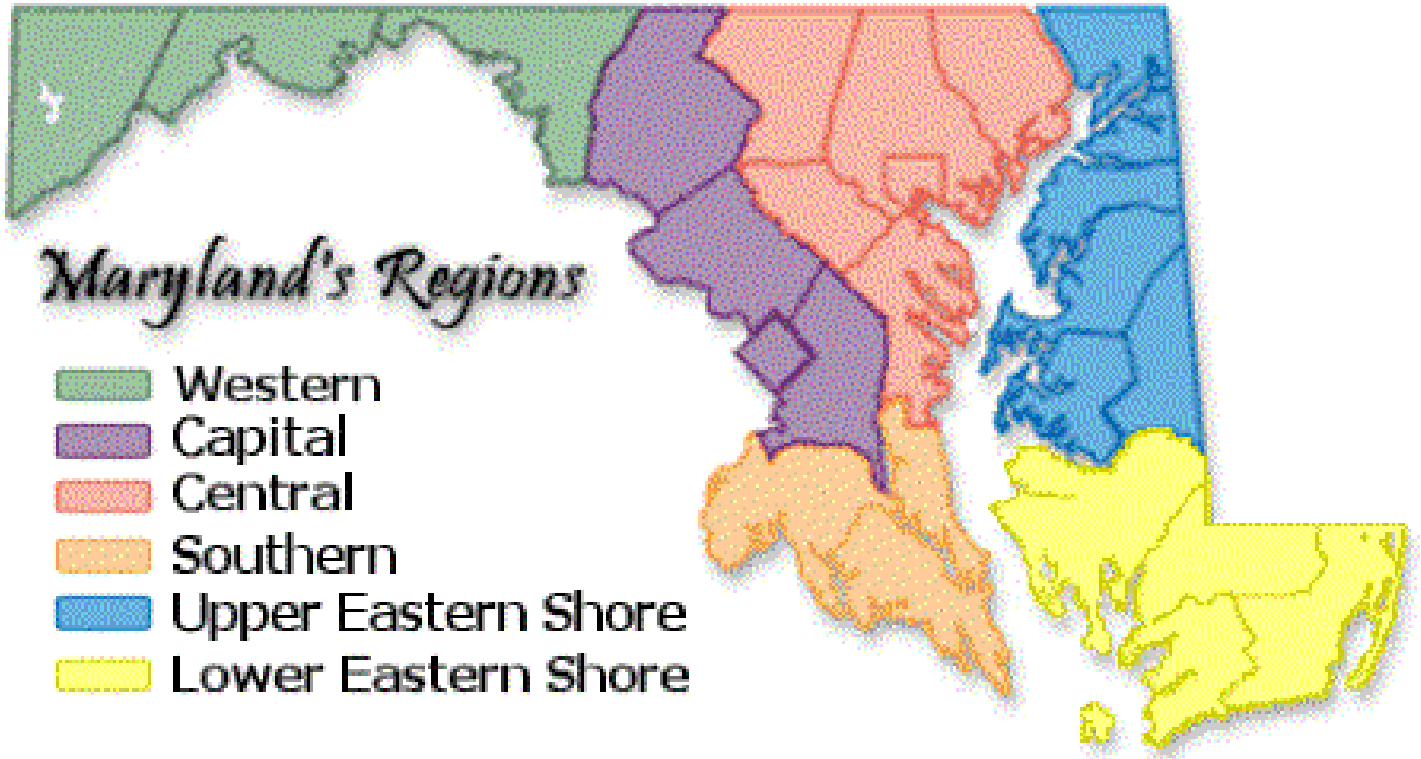 Maryland's Regions
Western
Capital
Central
Southern
Upper Eastern Shore
Lower Eastern Shore